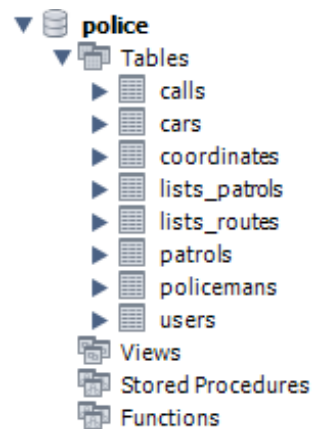 police
Tables
calls
cars
coordinates
lists_patrols
lists_routes
patrols
policemans
users
Views
Stored Procedures
Functions